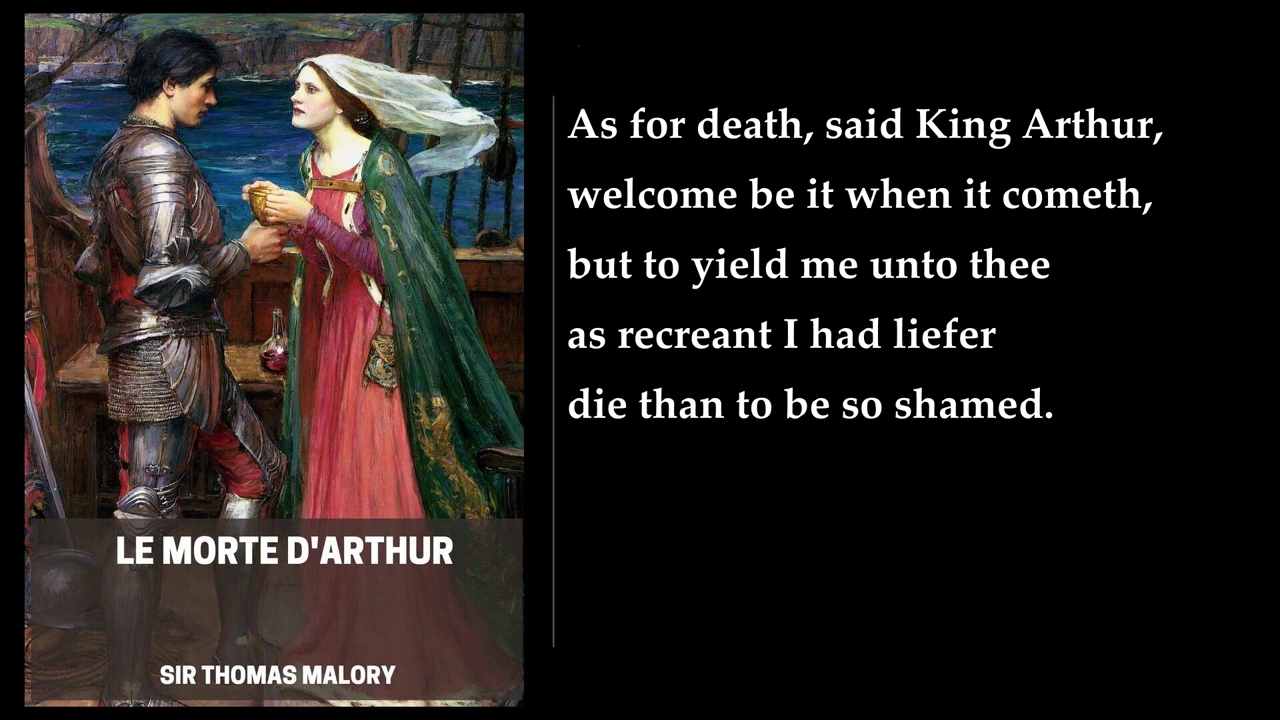 As for death, said King Arthur,
welcome be it when it cometh,
but to yield me unto thee
as recreant I had liefer
die than to be so shamed.
LE MORTE D'ARTHUR
SIR THOMAS MALORY